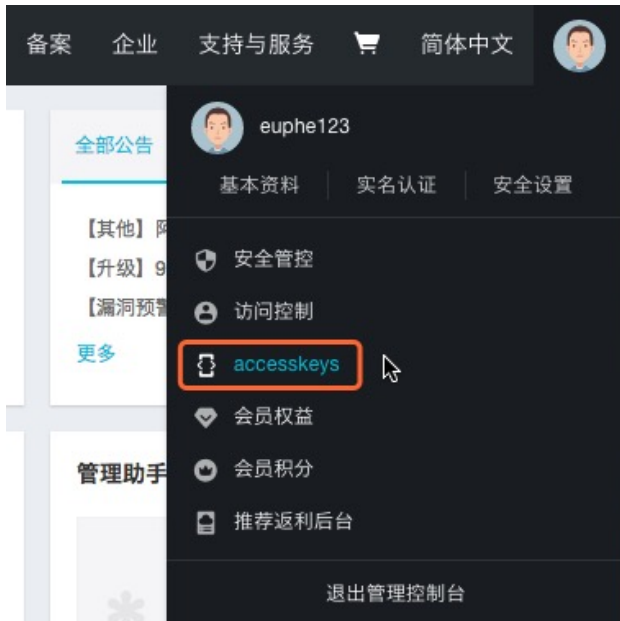 备案 企业 支持与服务 简体中文
euphe123
基本资料 实名认证 安全设置
全部公告
【其他】
【升级】9
【漏洞预警
更多
安全管控
访问控制
accesskeys
会员权益
会员积分
推荐返利后台
退出管理控制台
管理助手